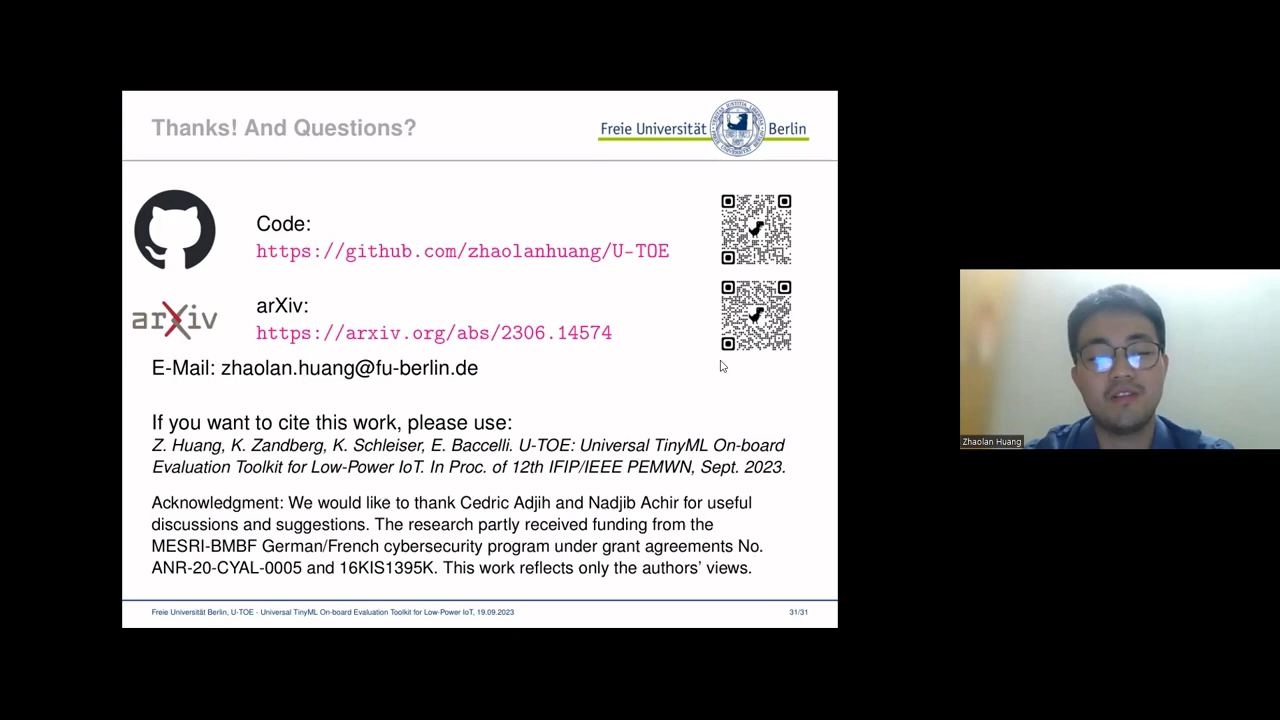 Thanks! And Questions?
Freie Universität Berlin
Code:
https://github.com/zhaolanhuang/U-TOE
arXiv
arXiv:
https://arxiv.org/abs/2306.14574
E-Mail: zhaolan.huang@fu-berlin.de
If you want to cite this work, please use:
Z. Huang, K. Zandberg, K. Schleiser, E. Baccelli. U-TOE: Universal TinyML On-board
Evaluation Toolkit for Low-Power IoT. In Proc. of 12th IFIP/IEEE PEMWN, Sept. 2023.
Acknowledgment: We would like to thank Cedric Adjih and Nadjib Achir for useful
discussions and suggestions. The research partly received funding from the
MESRI-BMBF German/French cybersecurity program under grant agreements No.
ANR-20-CYAL-0005 and 16KIS1395K. This work reflects only the authors' views.
Freie Universität Berlin, U-TOE - Universal TinyML On-board Evaluation Toolkit for Low-Power IoT, 19.09.2023
31/31
Zhaolan Huang